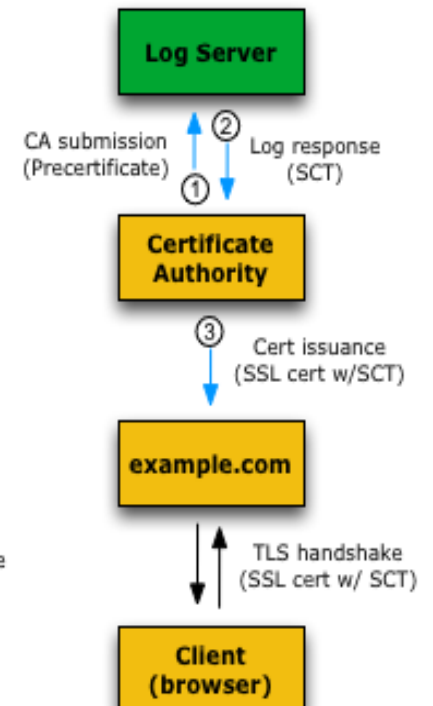 Log Server
CA submission
(Precertificate)
2
Log response
(SCT)
1
Certificate
Authority
3
Cert issuance
(SSL cert w/SCT)
example.com
e
TLS handshake
(SSL cert w/ SCT)
Client
(browser)